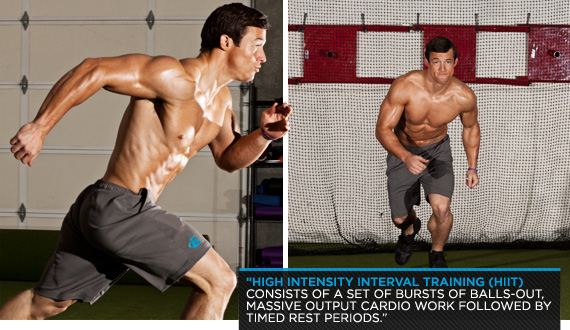 “HIGH INTENSITY INTERVAL TRAINING (HIIT)
CONSISTS OF A SET OF BURSTS OF BALLS-OUT,
MASSIVE OUTPUT CARDIO WORK FOLLOWED BY
TIMED REST PERIODS.”